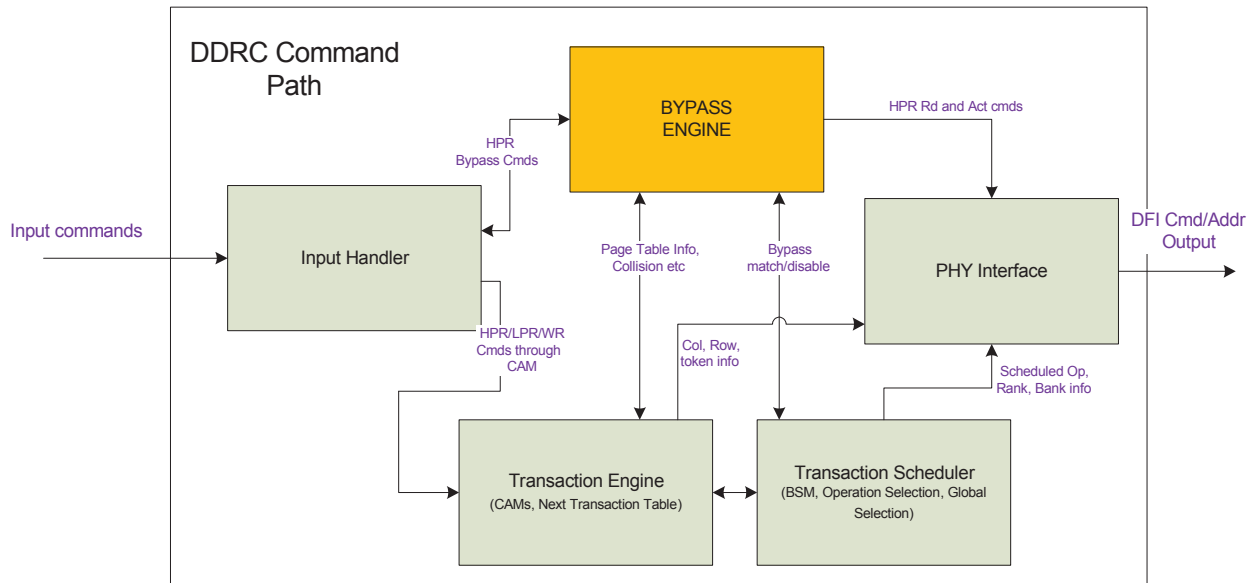 DDRC Command
Path
BYPASS
ENGINE
HPR Rd and Act cmds
HPR
Bypass Cmds
Input commands
Input Handler
Page Table Info,
Collision etc
Bypass
match/disable
PHY Interface
DFI Cmd/Addr
Output
HPR/LPR/WR
Cmds through
CAM
Col, Row,
token info
Scheduled Op,
Rank, Bank info
Transaction Engine
(CAMs, Next Transaction Table)
Transaction Scheduler
(BSM, Operation Selection, Global
Selection)